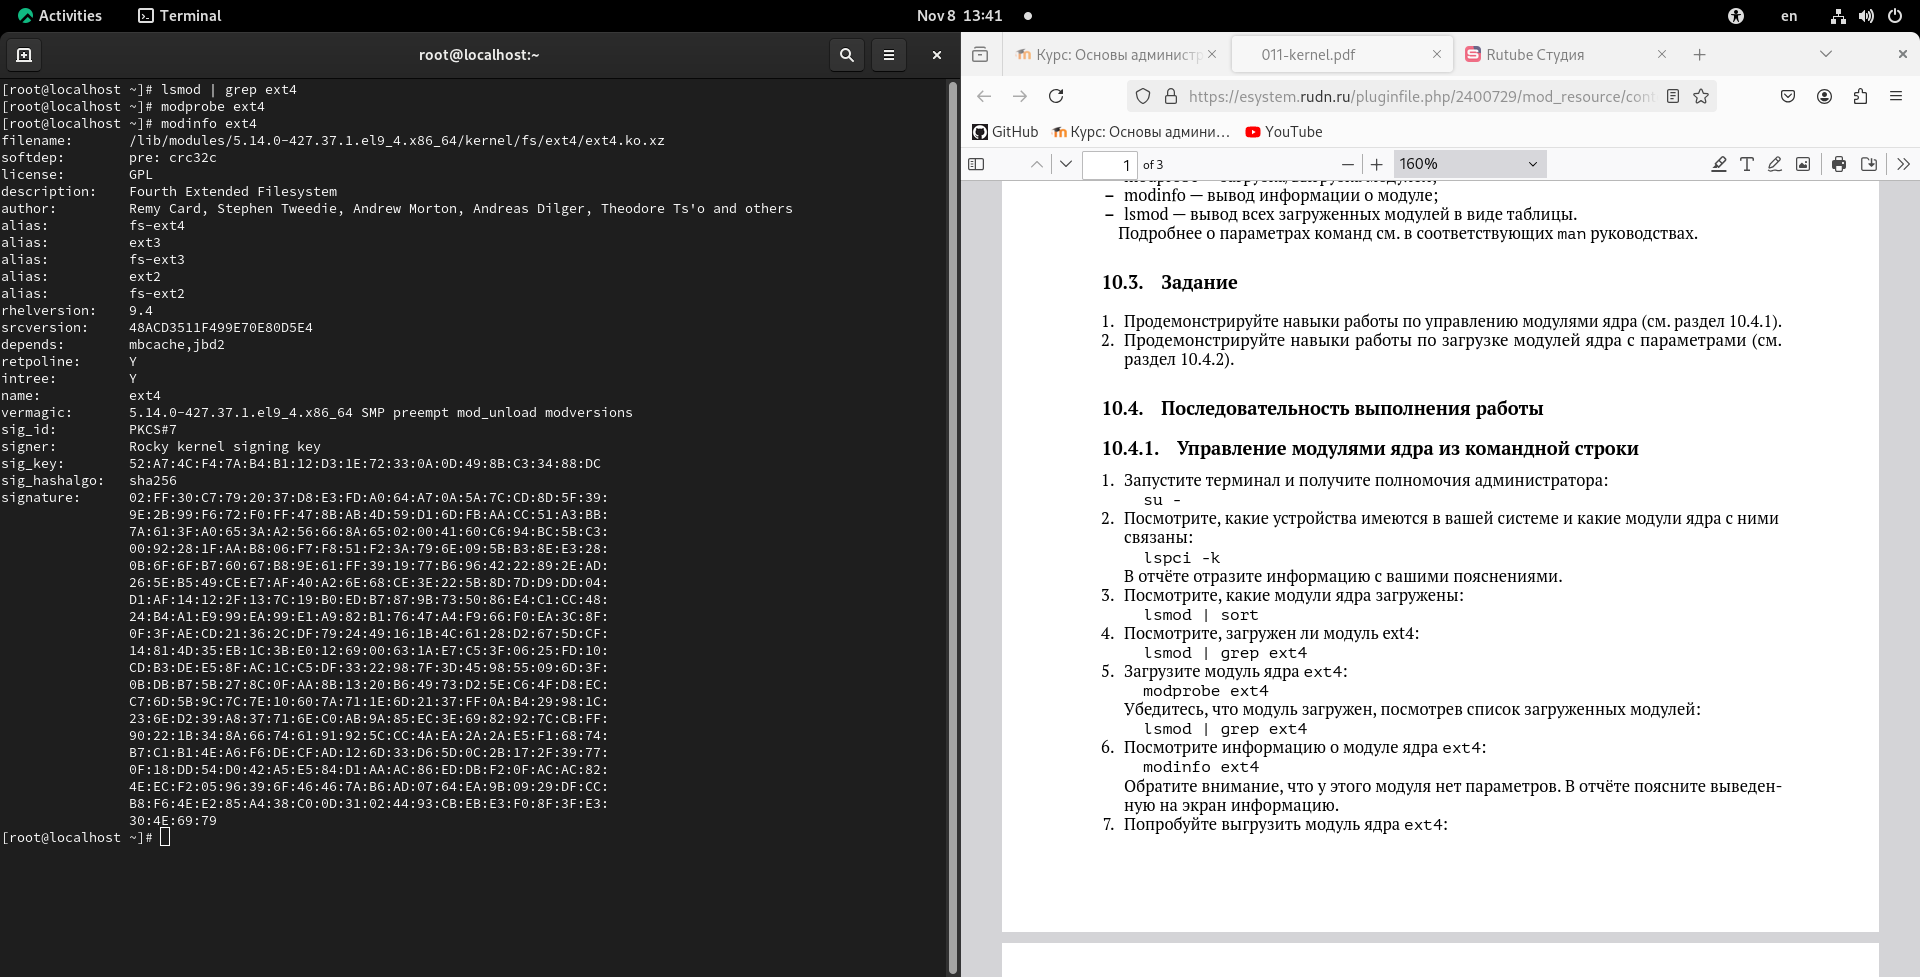 Activities
Terminal
Nov 8 13:41
en
root@localhost:~
[root@localhost ~]# lsmod | grep ext4
[root@localhost ~]# modprobe ext4
[root@localhost ~]# modinfo ext4
filename: /lib/modules/5.14.0-427.37.1.el9_4.x86_64/kernel/fs/ext4/ext4.ko.xz
softdep: pre: crc32c
license: GPL
description: Fourth Extended Filesystem
author: Remy Card, Stephen Tweedie, Andrew Morton, Andreas Dilger, Theodore Ts'o and others
alias: fs-ext4
alias: ext3
alias: fs-ext3
alias: ext2
alias: fs-ext2
rhelversion: 9.4
srcversion: 48ACD3511F499E70E80D5E4
depends: mbcache,jbd2
retpoline: Y
intree: Y
name: ext4
vermagic: 5.14.0-427.37.1.el9_4.x86_64 SMP preempt mod_unload modversions
sig_id: PKCS#7
signer: Rocky kernel signing key
sig_key: 52:A7:4C:F4:7A:B4:B1:12:D3:1E:72:33:0A:0D:49:8B:C3:34:88:DC
sig_hashalgo: sha256
signature: 02:FF:30:C7:79:20:37:D8:E3:FD:A0:64:A7:0A:5A:7C:CD:8D:5F:39:
9E:2B:99:F6:72:F0:FF:47:8B:AB:4D:59:D1:6D:FB:AA:CC:51:A3:BB:
7A:61:3F:A0:65:3A:A2:56:66:8A:65:02:00:41:60:C6:94:BC:5B:C3:
00:92:28:1F:AA:B8:06:F7:F8:51:F2:3A:79:6E:09:5B:B3:8E:E3:28:
0B:6F:6F:B7:60:67:B8:9E:61:FF:39:19:77:B6:96:42:22:89:2E:AD:
26:5E:B5:49:CE:E7:AF:40:A2:6E:68:CE:3E:22:5B:8D:7D:D9:DD:04:
D1:AF:14:12:2F:13:7C:19:B0:ED:B7:87:9B:73:50:86:E4:C1:CC:48:
24:B4:A1:E9:99:EA:99:E1:A9:82:B1:76:47:A4:F9:66:F0:EA:3C:8F:
0F:3F:AE:CD:21:36:2C:DF:79:24:49:16:1B:4C:61:28:D2:67:5D:CF:
14:81:4D:35:EB:1C:3B:E0:12:69:00:63:1A:E7:C5:3F:06:25:FD:10:
CD:B3:DE:E5:8F:AC:1C:C5:DF:33:22:98:7F:3D:45:98:55:09:6D:3F:
0B:DB:B7:5B:27:8C:0F:AA:8B:13:20:B6:49:73:D2:5E:C6:4F:D8:EC:
C7:6D:5B:9C:7C:7E:10:60:7A:71:1E:6D:21:37:FF:0A:B4:29:98:1C:
23:6E:D2:39:A8:37:71:6E:C0:AB:9A:85:EC:3E:69:82:92:7C:CB:FF:
90:22:1B:34:8A:66:74:61:91:92:5C:CC:4A:EA:2A:2A:E5:F1:68:74:
B7:C1:B1:4E:A6:F6:DE:CF:AD:12:6D:33:D6:5D:0C:2B:17:2F:39:77:
0F:18:DD:54:D0:42:A5:E5:84:D1:AA:AC:86:ED:DB:F2:0F:AC:AC:82:
4E:EC:F2:05:96:39:6F:46:46:7A:B6:AD:07:64:EA:9B:09:29:DF:CC:
B8:F6:4E:E2:85:A4:38:C0:0D:31:02:44:93:CB:EB:E3:F0:8F:3F:E3:
30:4E:69:79
[root@localhost ~]#
Курс: Основы администр
011-kernel.pdf
Rutube Студия
https://esystem.rudn.ru/pluginfile.php/2400729/mod_resource/cont
GitHub
Курс: Основы админи…
YouTube
1 of 3
160%
– modinfo — вывод информации о модуле;
– lsmod — вывод всех загруженных модулей в виде таблицы.
Подробнее о параметрах команд см. в соответствующих man руководствах.
10.3. Задание
1. Продемонстрируйте навыки работы по управлению модулями ядра (см. раздел 10.4.1).
2. Продемонстрируйте навыки работы по загрузке модулей ядра с параметрами (см.
раздел 10.4.2).
10.4. Последовательность выполнения работы
10.4.1. Управление модулями ядра из командной строки
1. Запустите терминал и получите полномочия администратора:
su -
2. Посмотрите, какие устройства имеются в вашей системе и какие модули ядра с ними
связаны:
lspci -k
В отчёте отразите информацию с вашими пояснениями.
3. Посмотрите, какие модули ядра загружены:
lsmod | sort
4. Посмотрите, загружен ли модуль ext4:
lsmod | grep ext4
5. Загрузите модуль ядра ext4:
modprobe ext4
Убедитесь, что модуль загружен, посмотрев список загруженных модулей:
lsmod | grep ext4
6. Посмотрите информацию о модуле ядра ext4:
modinfo ext4
Обратите внимание, что у этого модуля нет параметров. В отчёте поясните выведен-
ную на экран информацию.
7. Попробуйте выгрузить модуль ядра ext4: